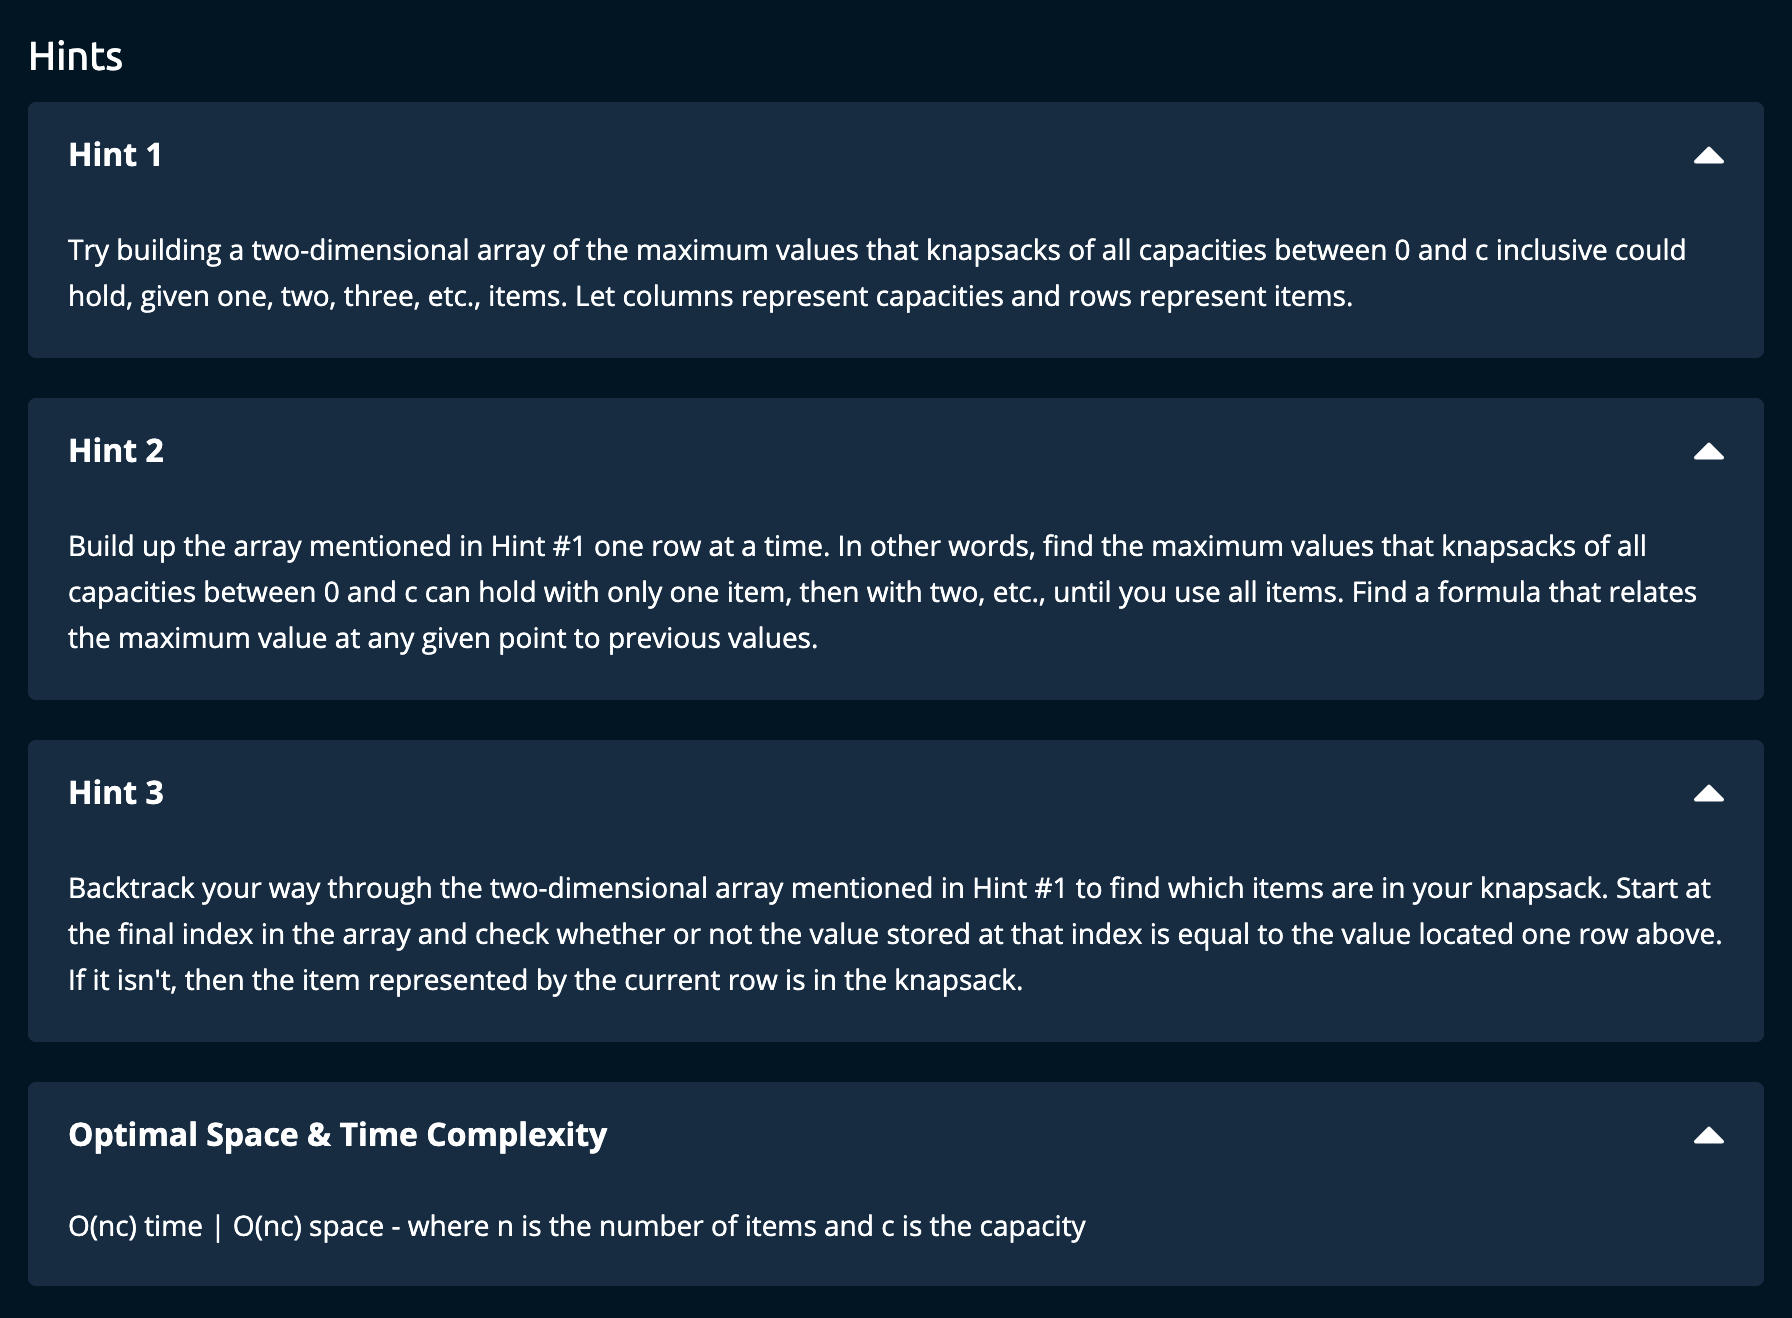 Hints
Hint 1
Try building a two-dimensional array of the maximum values that knapsacks of all capacities between 0 and c inclusive could
hold, given one, two, three, etc., items. Let columns represent capacities and rows represent items.
Hint 2
Build up the array mentioned in Hint #1 one row at a time. In other words, find the maximum values that knapsacks of all
capacities between 0 and c can hold with only one item, then with two, etc., until you use all items. Find a formula that relates
the maximum value at any given point to previous values.
Hint 3
Backtrack your way through the two-dimensional array mentioned in Hint #1 to find which items are in your knapsack. Start at
the final index in the array and check whether or not the value stored at that index is equal to the value located one row above.
If it isn't, then the item represented by the current row is in the knapsack.
Optimal Space & Time Complexity
O(nc) time | O(nc) space - where n is the number of items and c is the capacity